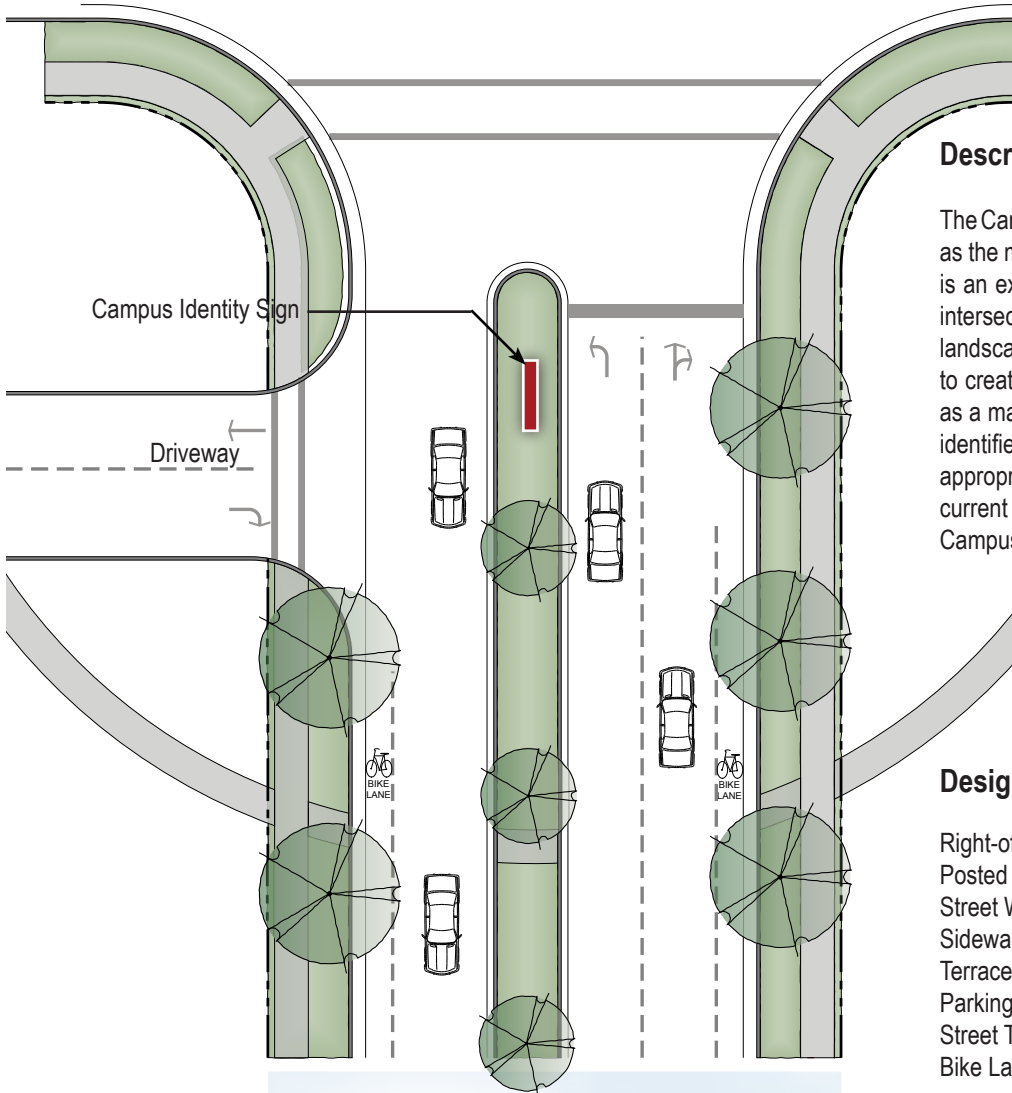 Campus Identity Sign
Driveway
BIKE
LANE
BIKE
LANE
Descr
The Car
as the m
is an ex
intersec
landsca
to creat
as a ma
identifie
appropr
current
Campus
Desig
Right-of
Posted
Street W
Sidewa
Terrace
Parking
Street T
Bike La